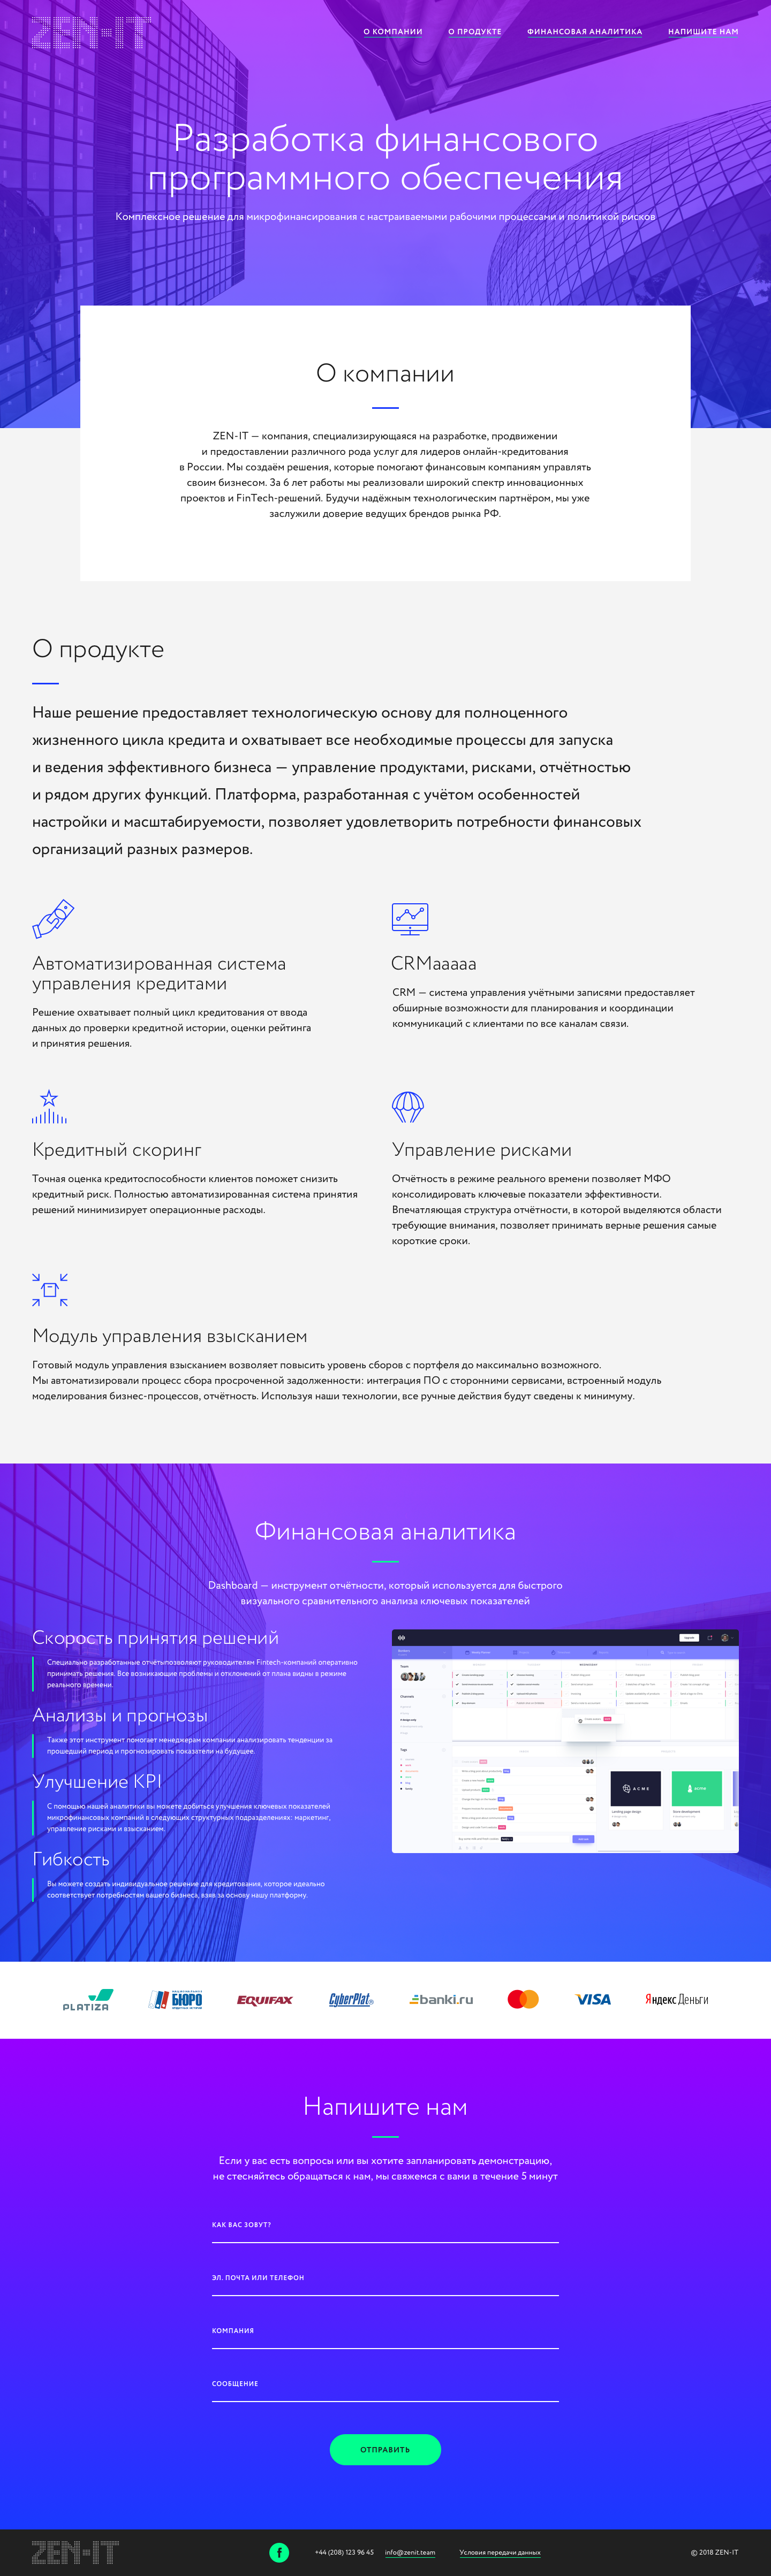 ZEN-IT
О КОМПАНИИ
О ПРОДУКТЕ
ФИНАНСОВАЯ АНАЛИТИКА
НАПИШИТЕ НАМ
Разработка финансового
программного обеспечения
Комплексное решение для микрофинансирования с настраиваемыми рабочими процессами и политикой рисков
О компании
ZEN-IT — компания, специализирующаяся на разработке, продвижении
и предоставлении различного рода услуг для лидеров онлайн-кредитования
в России. Мы создаём решения, которые помогают финансовым компаниям управлять
своим бизнесом. За 6 лет работы мы реализовали широкий спектр инновационных
проектов и FinTech-решений. Будучи надёжным технологическим партнёром, мы уже
заслужили доверие ведущих брендов рынка РФ.
О продукте
Наше решение предоставляет технологическую основу для полноценного
жизненного цикла кредита и охватывает все необходимые процессы для запуска
и ведения эффективного бизнеса — управление продуктами, рисками, отчётностью
и рядом других функций. Платформа, разработанная с учётом особенностей
настройки и масштабируемости, позволяет удовлетворить потребности финансовых
организаций разных размеров.
Автоматизированная система
управления кредитами
Решение охватывает полный цикл кредитования от ввода
данных до проверки кредитной истории, оценки рейтинга
и принятия решения.
CRMааааа
CRM — система управления учётными записями предоставляет
обширные возможности для планирования и координации
коммуникаций с клиентами по все каналам связи.
Кредитный скоринг
Точная оценка кредитоспособности клиентов поможет снизить
кредитный риск. Полностью автоматизированная система принятия
решений минимизирует операционные расходы.
Управление рисками
Отчётность в режиме реального времени позволяет МФО
консолидировать ключевые показатели эффективности.
Впечатляющая структура отчётности, в которой выделяются области
требующие внимания, позволяет принимать верные решения самые
короткие сроки.
Модуль управления взысканием
Готовый модуль управления взысканием возволяет повысить уровень сборов с портфеля до максимально возможного.
Мы автоматизировали процесс сбора просроченной задолженности: интеграция ПО с сторонними сервисами, встроенный модуль
моделирования бизнес-процессов, отчётность. Используя наши технологии, все ручные действия будут сведены к минимуму.
Финансовая аналитика
Dashboard — инструмент отчётности, который используется для быстрого
визуального сравнительного анализа ключевых показателей
Скорость принятия решений
Специально разработанные отчётыпозволяют руководителям Fintech-компаний оперативно
принимать решения. Все возникающие проблемы и отклонений от плана видны в режиме
реального времени.
Анализы и прогнозы
Также этот инструмент помогает менеджерам компании анализировать тенденции за
прошедший период и прогнозировать показатели на будущее.
Улучшение KPI
С помощью нашей аналитики вы можете добиться улучшения ключевых показателей
микрофинансовых компаний в следующих структурных подразделениях: маркетинг,
управление рисками и взысканием.
Гибкость
Вы можете создать индивидуальное решение для кредитования, которое идеально
соответствует потребностям вашего бизнеса, взяв за основу нашу платформу.
ACME
PLATIZA
БЮРО
EQUIFAX
CyberPlat®
banki.ru
VISA
Яндекс Деньги
Напишите нам
Если у вас есть вопросы или вы хотите запланировать демонстрацию,
не стесняйтесь обращаться к нам, мы свяжемся с вами в течение 5 минут
КАК ВАС ЗОВУТ?
ЭЛ. ПОЧТА ИЛИ ТЕЛЕФОН
КОМПАНИЯ
СООБЩЕНИЕ
ОТПРАВИТЬ
ZEN-IT
f
+44 (208) 123 96 45
info@zenit.team
Условия передачи данных
© 2018 ZEN-IT